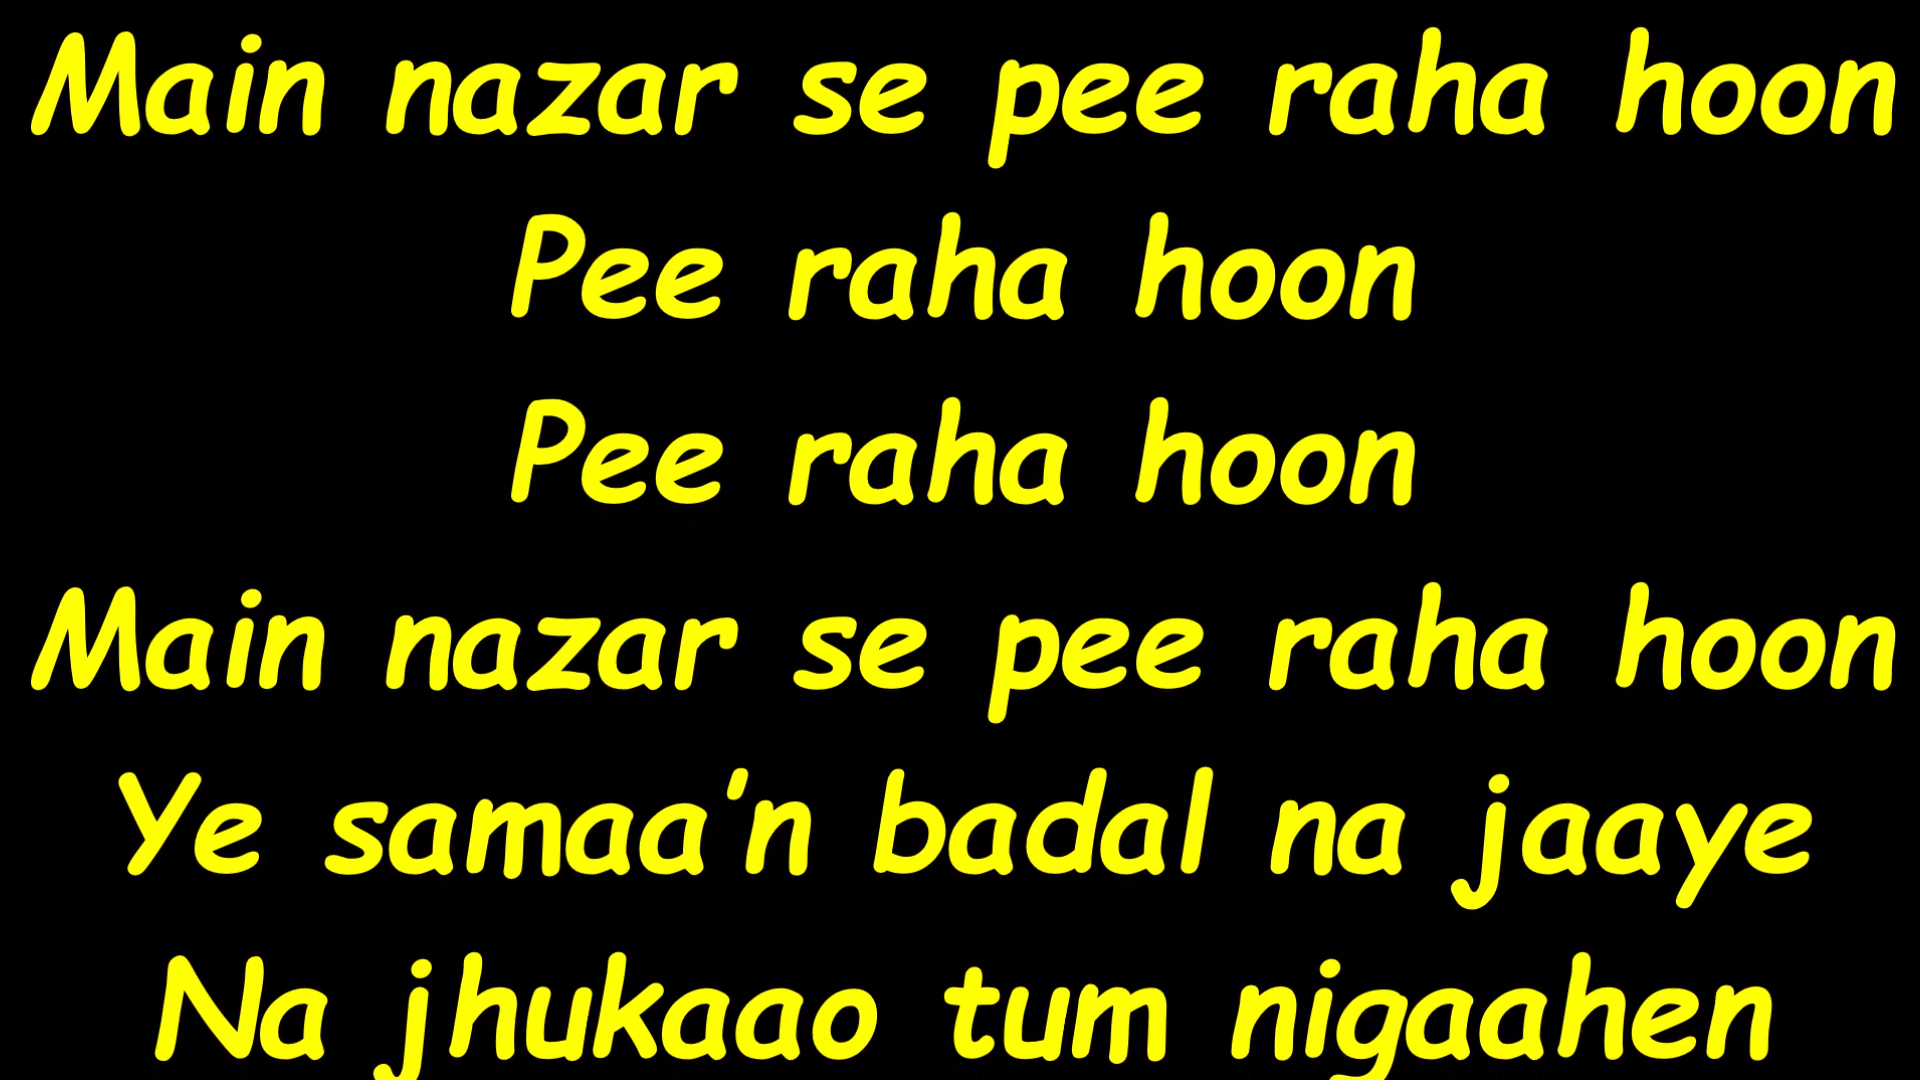 Main nazar se pee raha hoon
Pee raha hoon
Pee raha hoon
Main nazar se pee raha hoon
Ye samaa'n badal na jaaye
Na jhukaao tum nigaahen